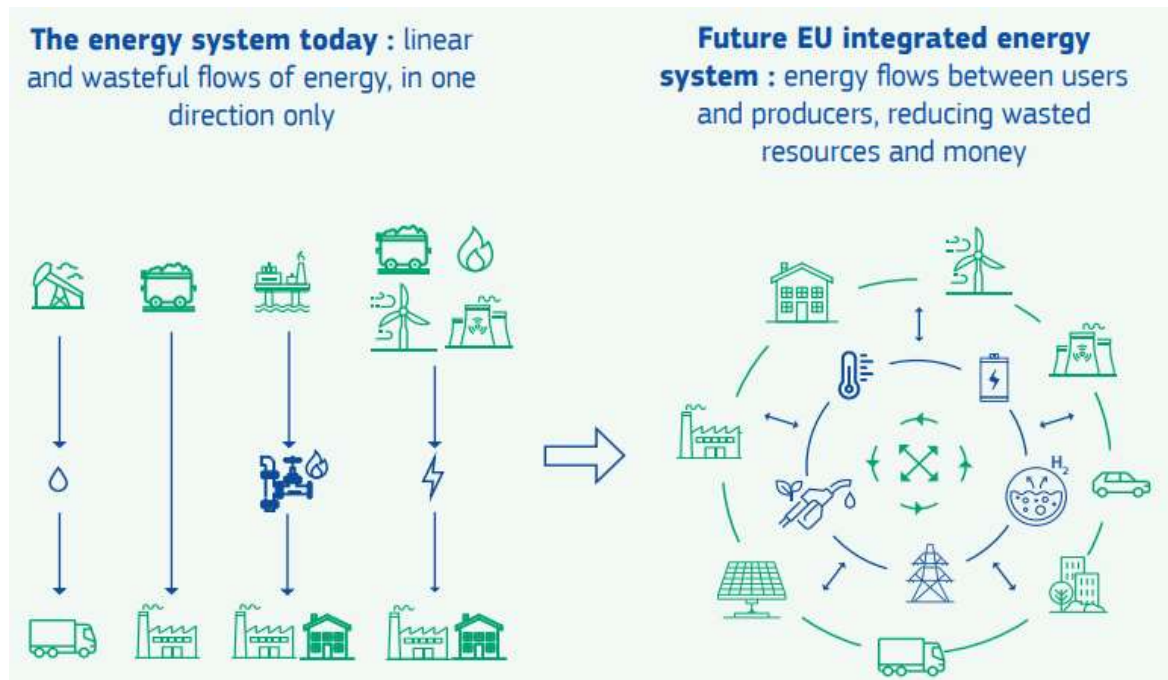 The energy system today : linear
and wasteful flows of energy, in one
direction only
Future EU integrated energy
system : energy flows between users
and producers, reducing wasted
resources and money
H₂